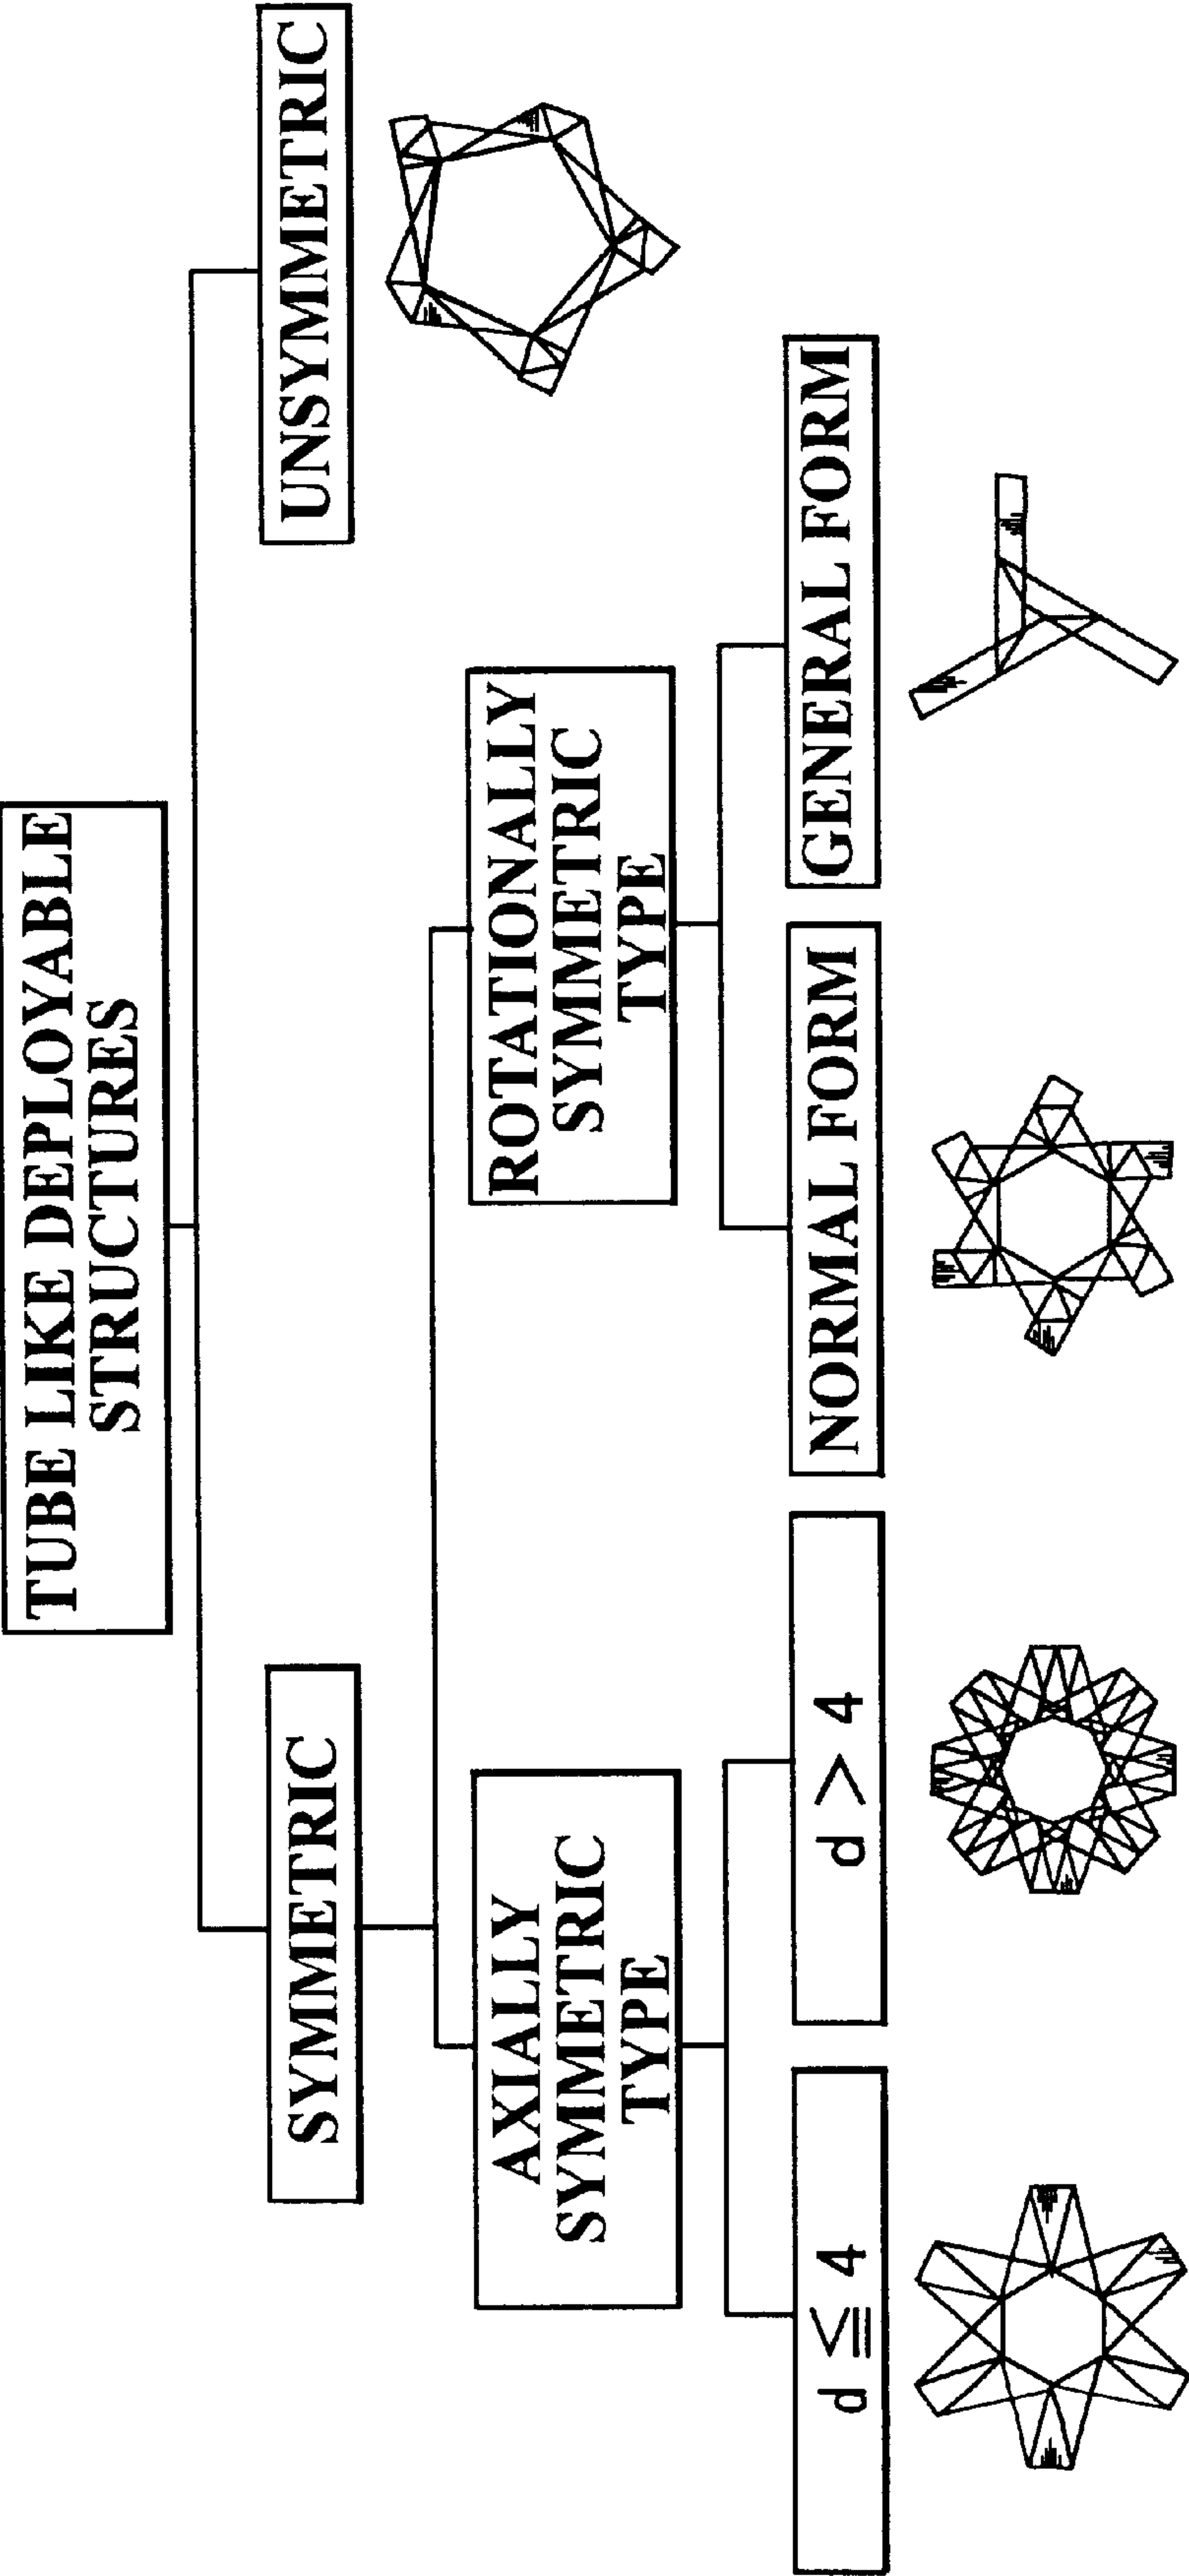 TUBE LIKE DEPLOYABLE
STRUCTURES
SYMMETRIC
UNSYMMETRIC
AXIALLY
SYMMETRIC
TYPE
ROTATIONALLY
SYMMETRIC
TYPE
d ≦ 4
d > 4
NORMAL FORM
GENERAL FORM